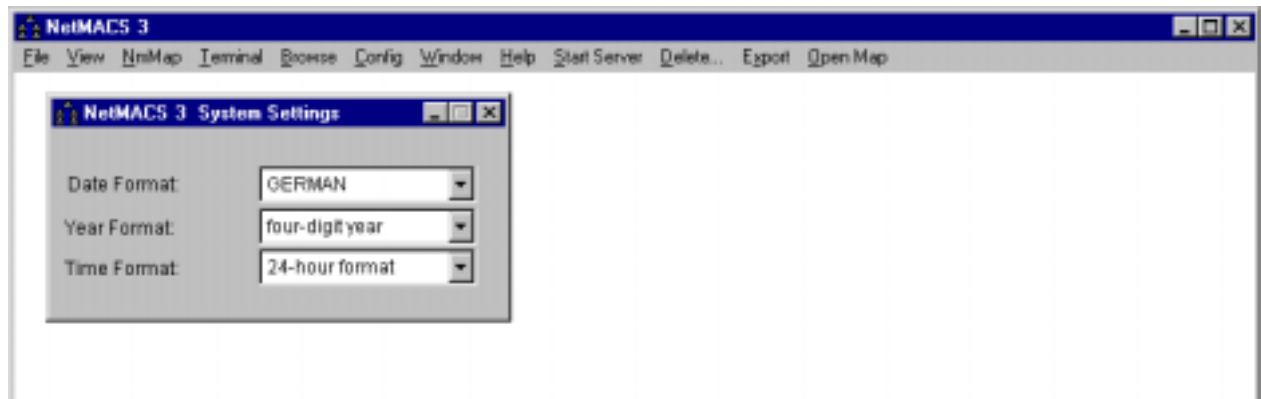 NetMACS 3
File View NmMap Terminal Browse Config Window Help Start Server Delete... Export Open Map
NetMACS 3 System Settings
Date Format: GERMAN
Year Format: four-digit year
Time Format: 24-hour format